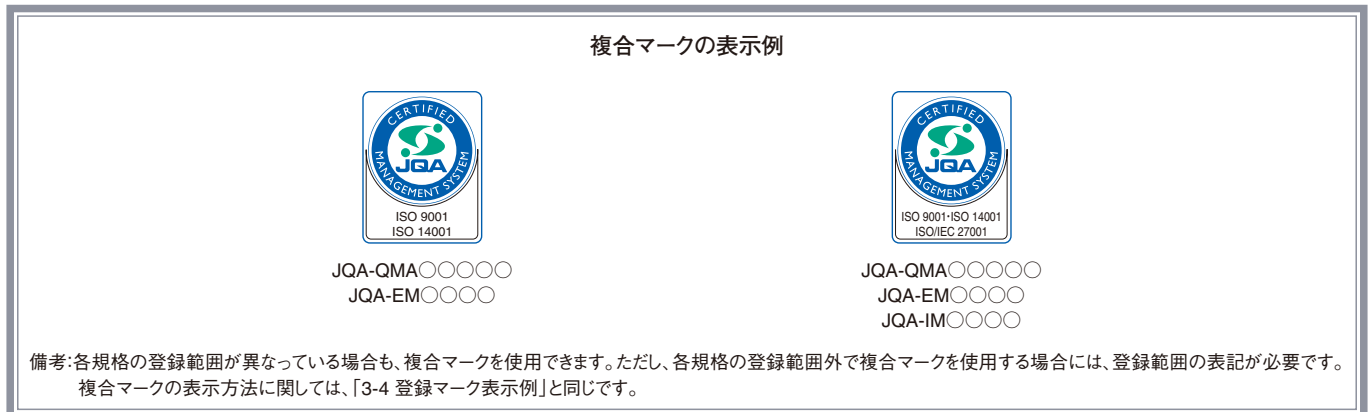 複合マークの表示例
CERTIFIED
JQA
MANAGEMENT SYSTEM
ISO 9001
ISO 14001
JQA-QMA○○○○○
JQA-EM○○○○
CERTIFIED
JQA
MANAGEMENT SYSTEM
ISO 9001・ISO 14001
ISO/IEC 27001
JQA-QMA○○○○○
JQA-EM○○○○
JQA-IM○○○○
備考:各規格の登録範囲が異なっている場合も、複合マークを使用できます。ただし、各規格の登録範囲外で複合マークを使用する場合には、登録範囲の表記が必要です。
複合マークの表示方法に関しては、「3-4 登録マーク表示例」と同じです。